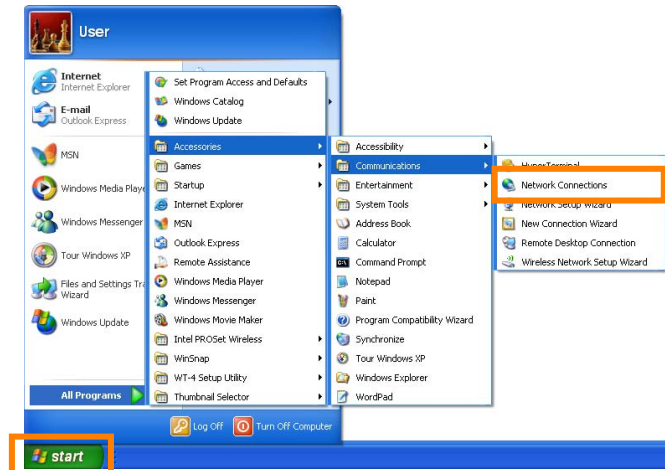 User
Internet
Internet Explorer
E-mail
Outlook Express
MSN
Windows Media Playe
Windows Messenger
Tour Windows XP
Files and Settings Tra
Wizard
Windows Update
All Programs
Set Program Access and Defaults
Windows Catalog
Windows Update
Accessories
Games
Startup
Internet Explorer
MSN
Outlook Express
Remote Assistance
Windows Media Player
Windows Messenger
Windows Movie Maker
Intel PROSet Wireless
WinSnap
WT-4 Setup Utility
Thumbnail Selector
Accessibility
Communications
Entertainment
System Tools
Address Book
Calculator
Command Prompt
Notepad
Paint
Program Compatibility Wizard
Synchronize
Tour Windows XP
Windows Explorer
WordPad
HyperTerminal
Network Connections
Network Setup Wizard
New Connection Wizard
Remote Desktop Connection
Wireless Network Setup Wizard
Log Off
Turn Off Computer
start